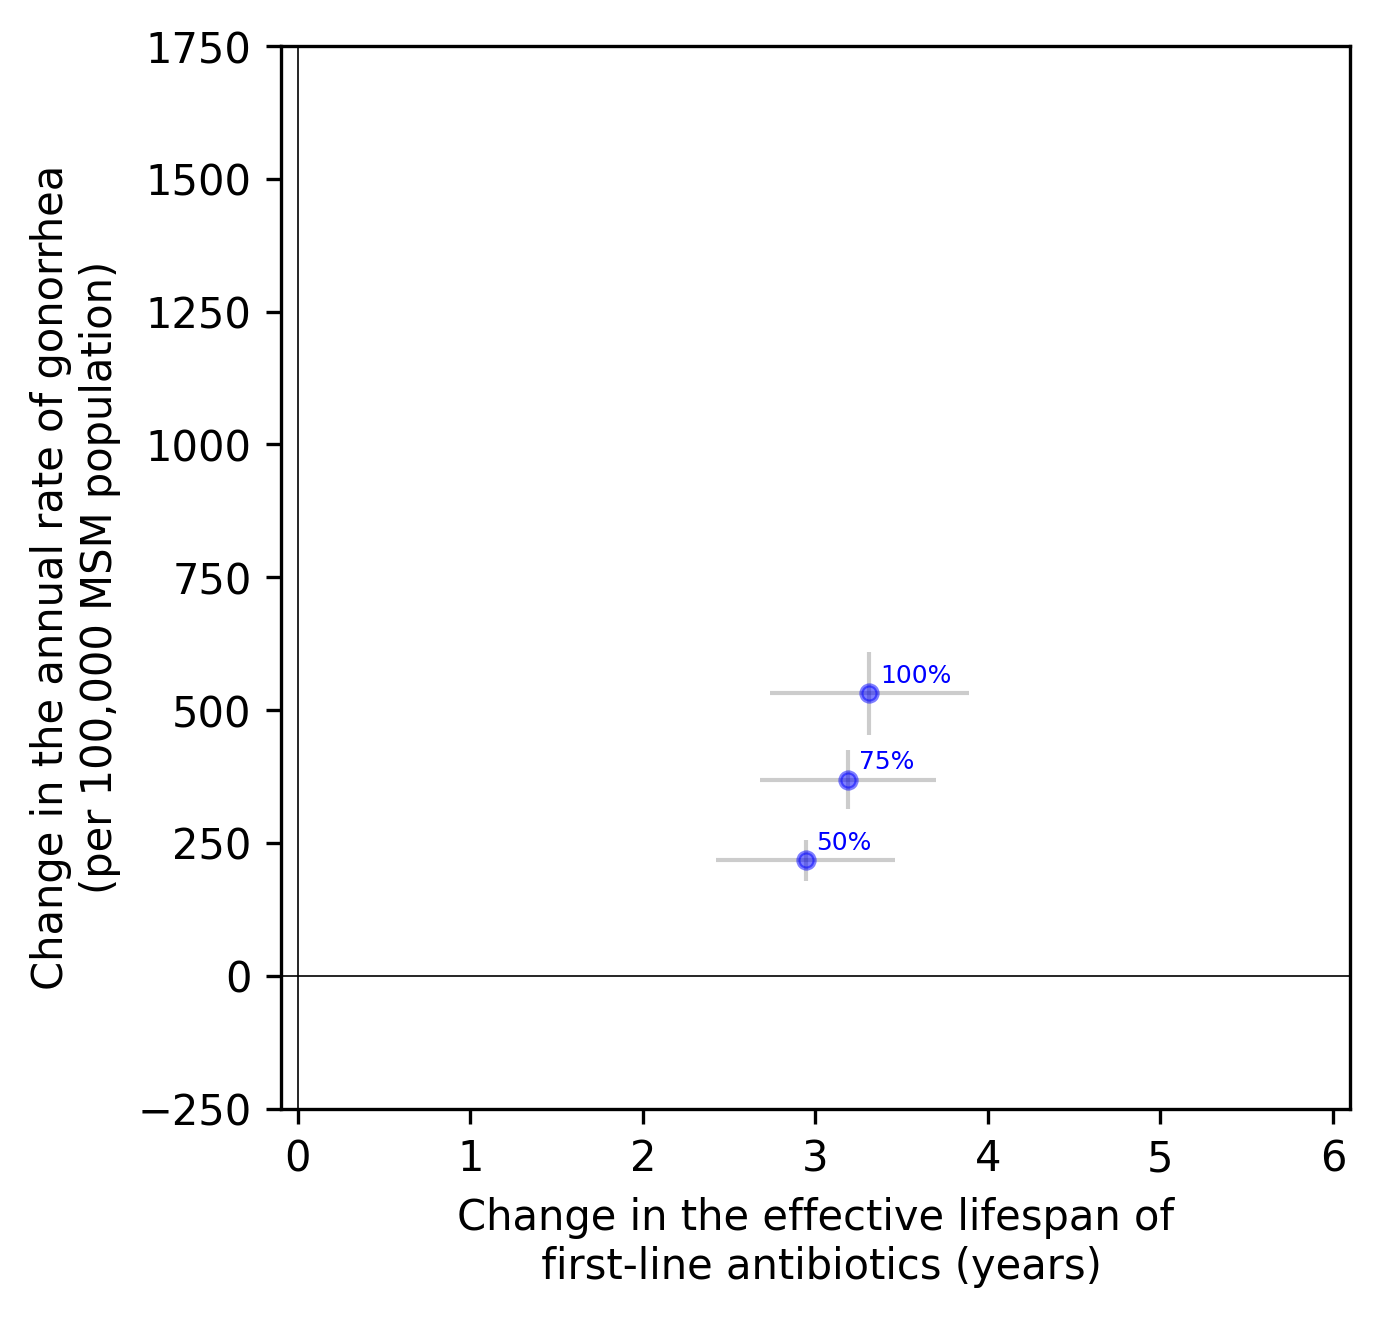 Change in the annual rate of gonorrhea
(per 100,000 MSM population)
1750
1500
1250
1000
750
500
250
0
−250
100%
75%
50%
0 1 2 3 4 5 6
Change in the effective lifespan of
first-line antibiotics (years)